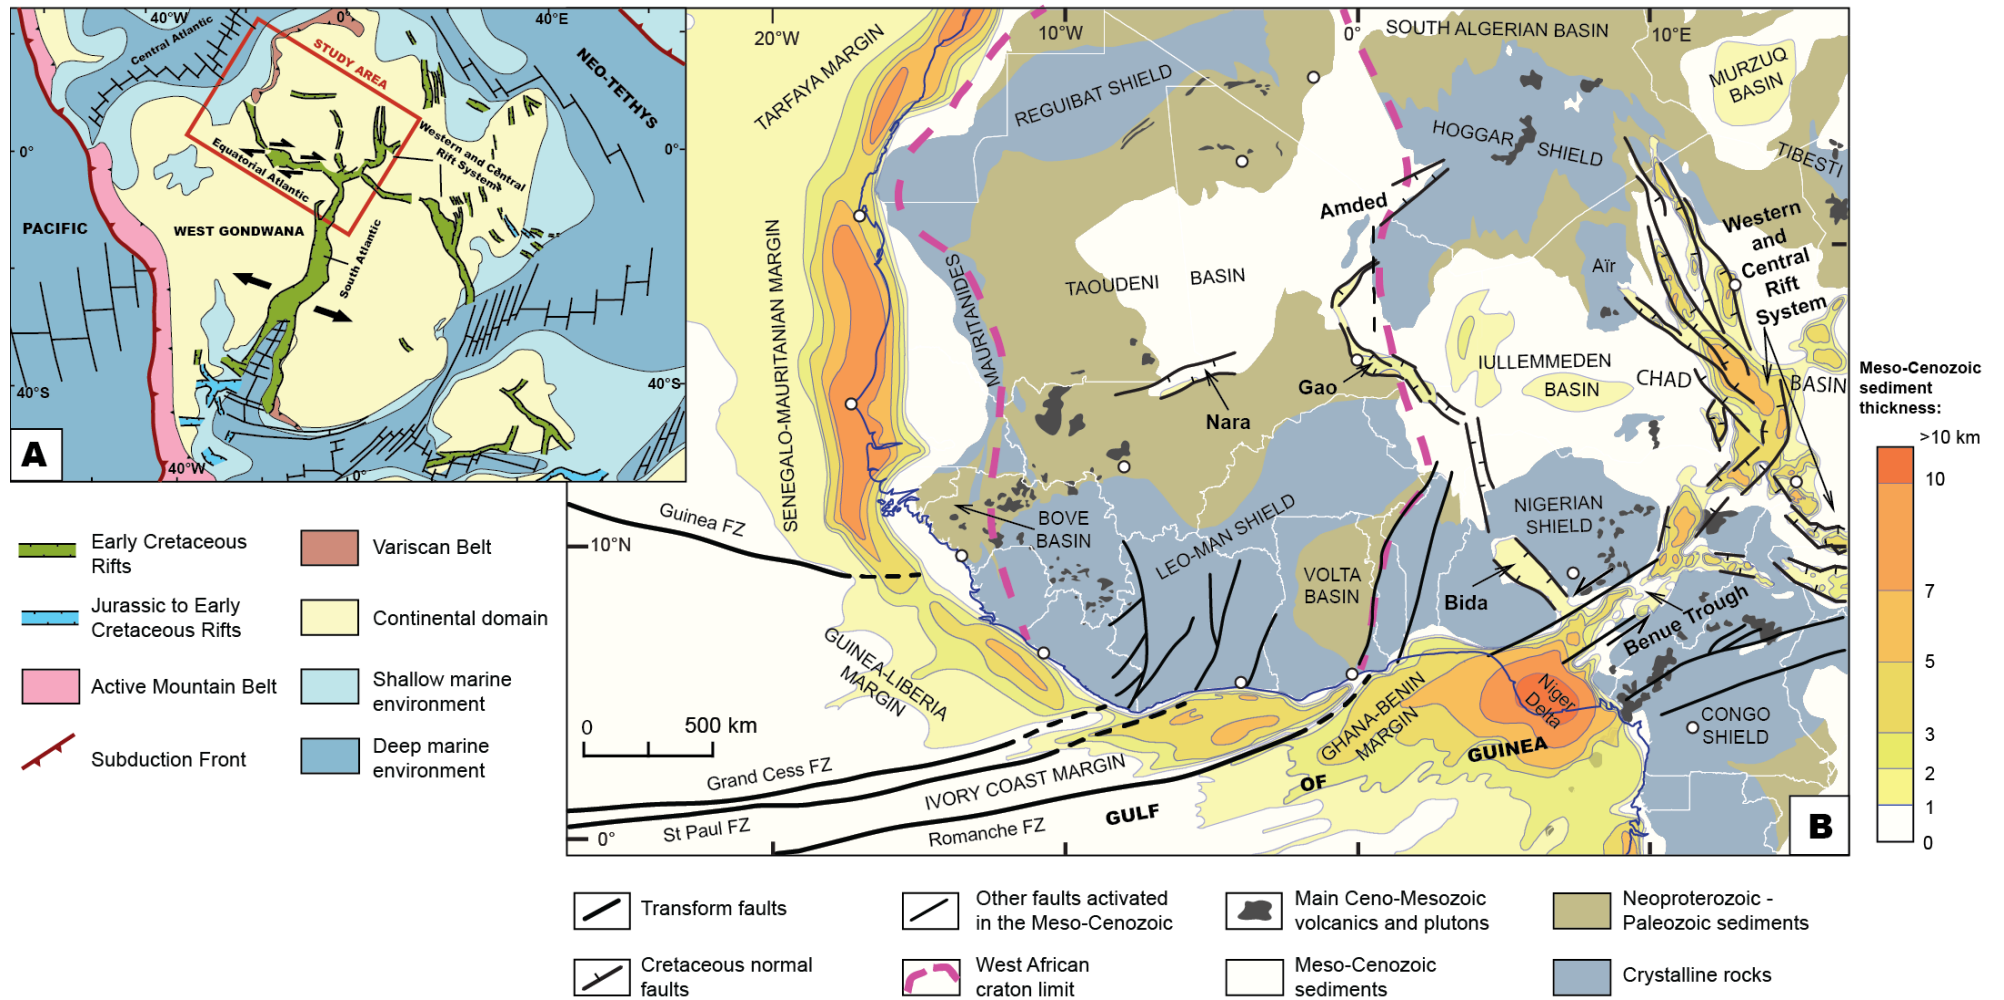 40°W
0°
40°E
Central Atlantic
STUDY AREA
NEO-TETHYS
0°
0°
Equatorial Atlantic
Western and Central
Rift System
PACIFIC
WEST GONDWANA
South Atlantic
40°S
40°S
A
40°W
0°
Early Cretaceous
Rifts
Jurassic to Early
Cretaceous Rifts
Active Mountain Belt
Subduction Front
Variscan Belt
Continental domain
Shallow marine
environment
Deep marine
environment
20°W
10°W
0°
10°E
TARFAYA MARGIN
REGUIBAT SHIELD
SOUTH ALGERIAN BASIN
MURZUQ
BASIN
HOGGAR SHIELD
TIBESTI
Amded
Western
and
Central
Rift
System
SENEGALO-MAURITANIAN MARGIN
MAURITANIDES
TAOUDENI BASIN
Aïr
IULLEMMEDEN
BASIN
CHAD BASIN
Gao
Nara
Guinea FZ
10°N
BOVE
BASIN
LEO-MAN SHIELD
VOLTA
BASIN
NIGERIAN
SHIELD
Bida
Benue Trough
GUINEA-LIBERIA
MARGIN
0 500 km
Niger
Delta
GHANA-BENIN
MARGIN
CONGO
SHIELD
Grand Cess FZ
IVORY COAST MARGIN
St Paul FZ
Romanche FZ
GULF OF GUINEA
0°
B
Meso-Cenozoic
sediment
thickness:
>10 km
10
7
5
3
2
1
0
Transform faults
Cretaceous normal
faults
Other faults activated
in the Meso-Cenozoic
West African
craton limit
Main Ceno-Mesozoic
volcanics and plutons
Meso-Cenozoic
sediments
Neoproterozoic -
Paleozoic sediments
Crystalline rocks